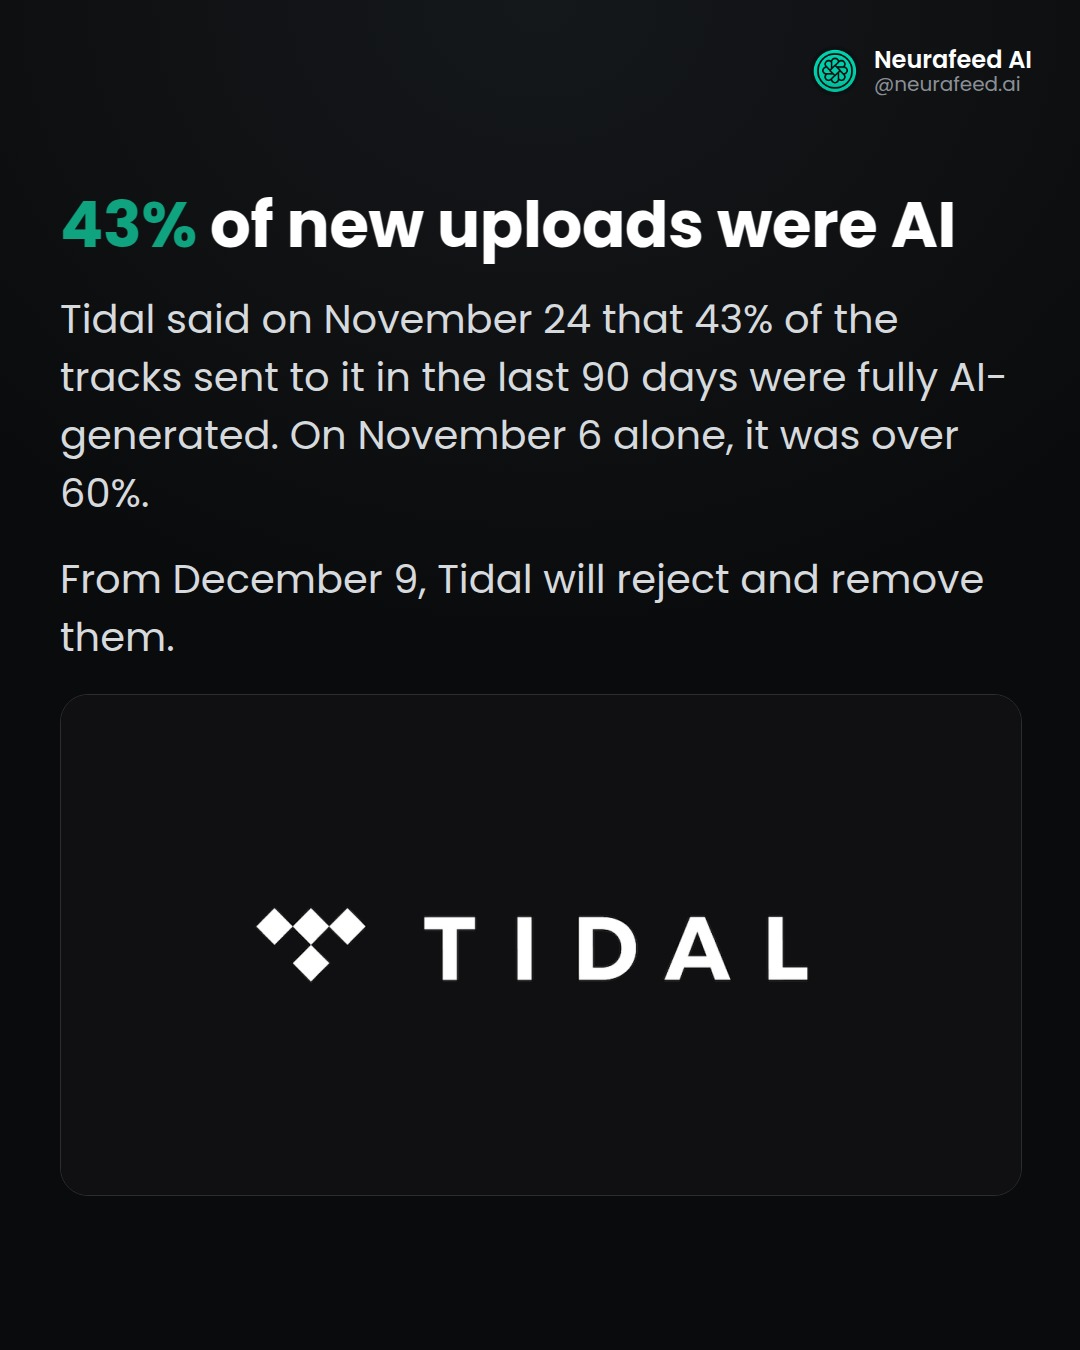 Neurafeed AI
@neurafeed.ai
43% of new uploads were AI
Tidal said on November 24 that 43% of the
tracks sent to it in the last 90 days were fully AI-
generated. On November 6 alone, it was over
60%.
From December 9, Tidal will reject and remove
them.
TIDAL